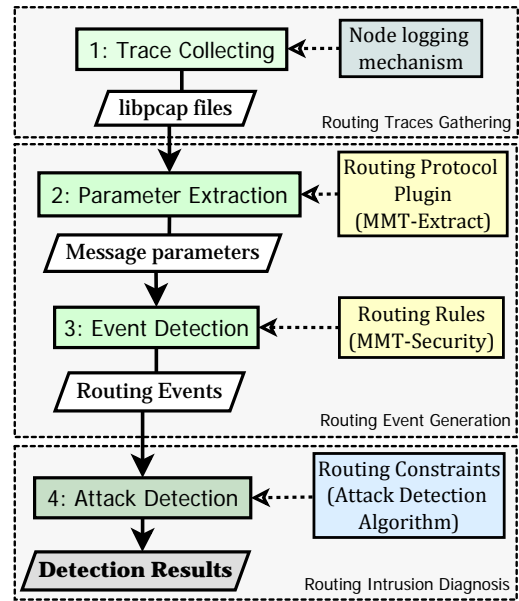 1: Trace Collecting
Node logging
mechanism
libpcap files
Routing Traces Gathering
2: Parameter Extraction
Routing Protocol
Plugin
(MMT-Extract)
Message parameters
3: Event Detection
Routing Rules
(MMT-Security)
Routing Events
Routing Event Generation
4: Attack Detection
Routing Constraints
(Attack Detection
Algorithm)
Detection Results
Routing Intrusion Diagnosis